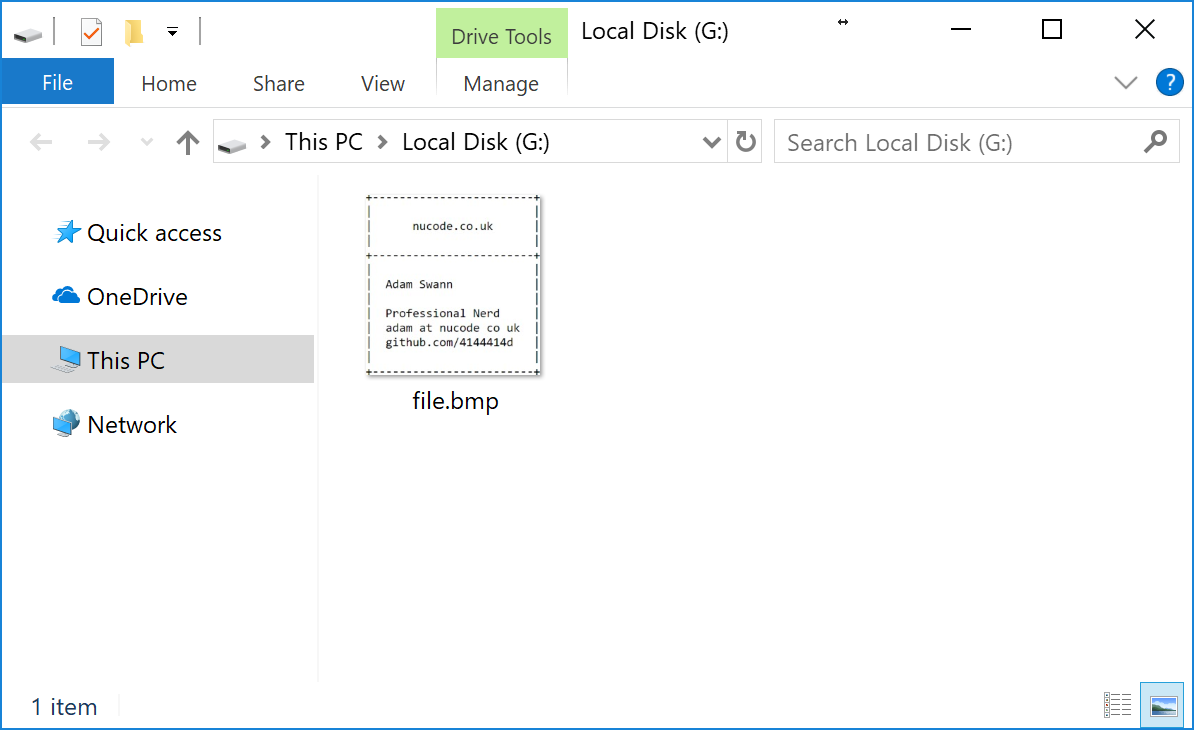 Drive Tools
Local Disk (G:)
File
Home
Share
View
Manage
?
This PC
Local Disk (G:)
Search Local Disk (G:)
Quick access
OneDrive
This PC
Network
nucode.co.uk
Adam Swann
Professional Nerd
adam at nucode co uk
github.com/4144414d
file.bmp
1 item